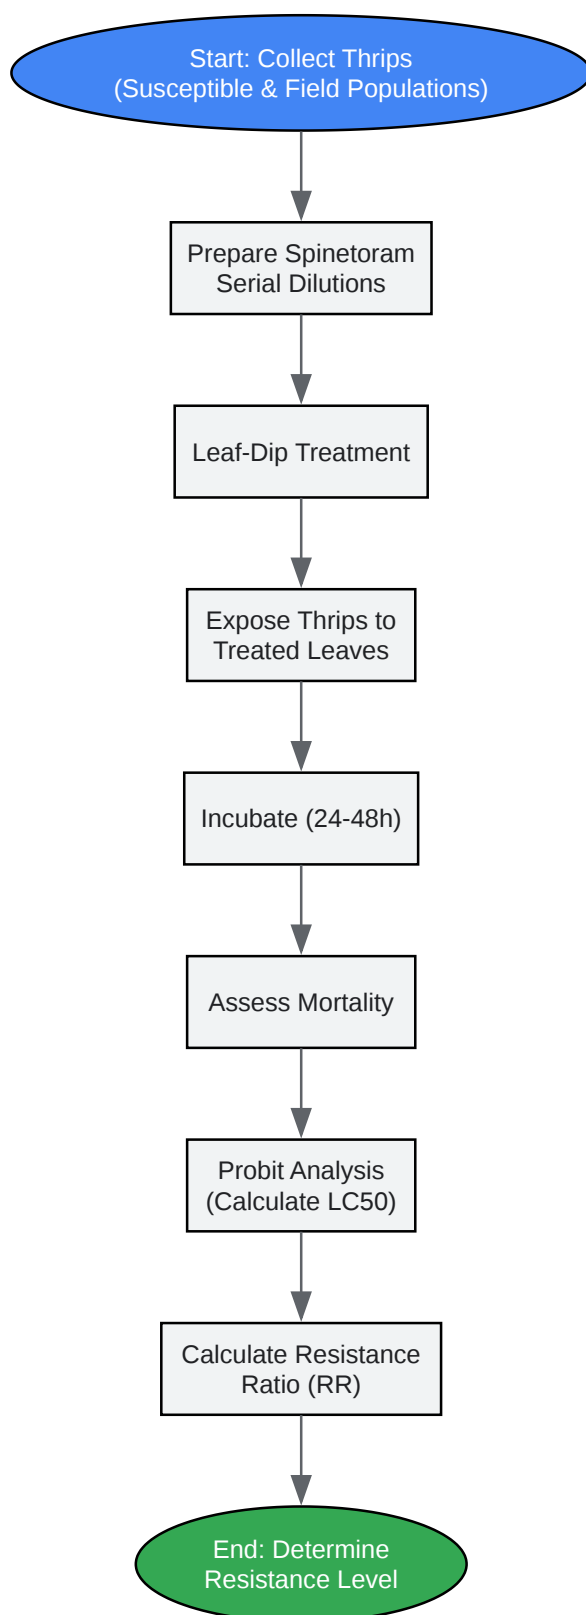 Start: Collect Thrips
(Susceptible & Field Populations)
Prepare Spinetoram
Serial Dilutions
Leaf-Dip Treatment
Expose Thrips to
Treated Leaves
Incubate (24-48h)
Assess Mortality
Probit Analysis
(Calculate LC50)
Calculate Resistance
Ratio (RR)
End: Determine
Resistance Level